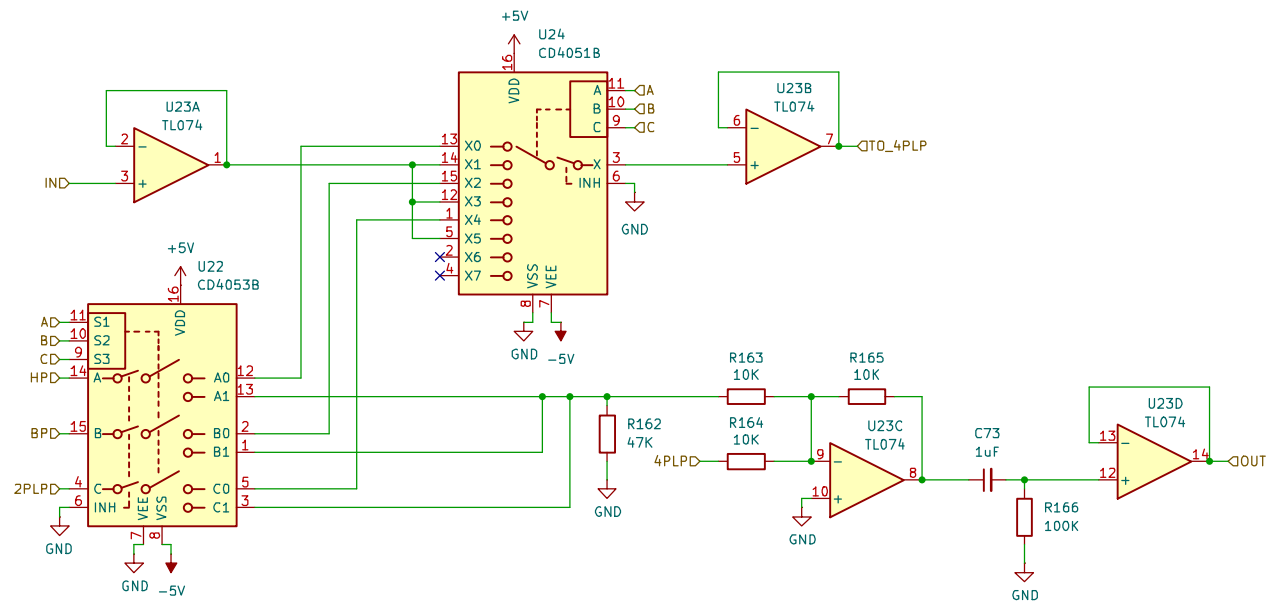 +5V
U24
CD4051B
16
VDD
A
11
A
B
10
B
C
9
C
U23A
TL074
2
-
3
+
1
IN
13
X0
14
X1
15
X2
12
X3
1
X4
5
X5
2
X6
4
X7
X
3
INH
6
GND
VSS
VEE
8
7
GND
-5V
U23B
TL074
6
-
5
+
7
TO_4PLP
+5V
U22
CD4053B
16
VDD
A
11
S1
B
10
S2
C
9
S3
HP
14
A
BP
15
B
2PLP
4
C
6
INH
GND
A0
12
A1
13
B0
2
B1
1
C0
5
C1
3
VEE
VSS
7
8
GND
-5V
R162
47K
GND
R163
10K
R164
10K
4PLP
R165
10K
U23C
TL074
9
-
10
+
8
GND
C73
1uF
R166
100K
GND
U23D
TL074
13
-
12
+
14
OUT